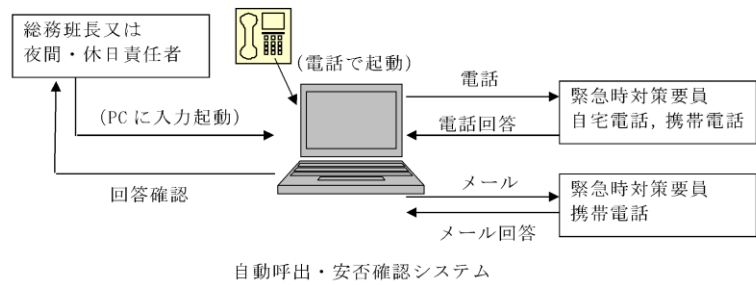 総務班長又は
夜間・休日責任者
(電話で起動)
(PCに入力起動)
回答確認
電話
電話回答
緊急時対策要員
自宅電話,携帯電話
メール
メール回答
緊急時対策要員
携帯電話
自動呼出・安否確認システム